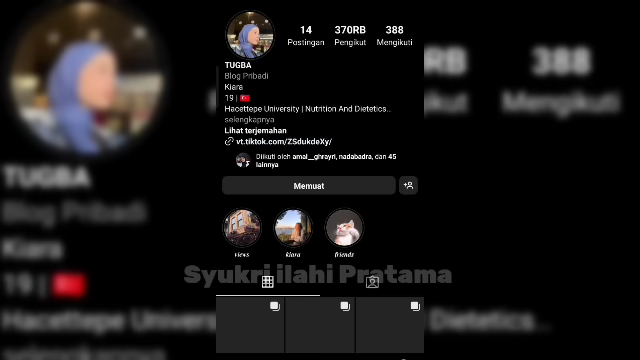 14 370RB 388
Postingan Pengikut Mengikuti
TUGBA
Blog Pribadi
Kiara
19 |
Hacettepe University | Nutrition And Dietetics...
selengkapnya
Lihat terjemahan
vt.tiktok.com/ZSdukdeXy/
Diikuti oleh amal__ghrayri, nadabadra, dan 45
lainnya
Memuat
views kiara friends
Syukri ilahi Pratama